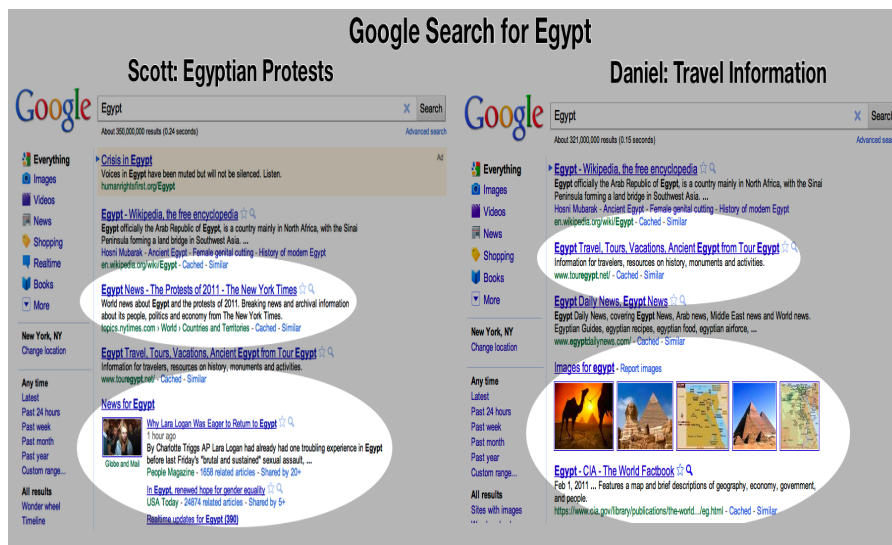 Google Search for Egypt
Scott: Egyptian Protests
Google
Egypt
X
Search
About 350,000,000 results (0.24 seconds)
Advanced search
Everything
Images
Videos
News
Shopping
Realtime
Books
More
New York, NY
Change location
Any time
Latest
Past 24 hours
Past week
Past month
Past year
Custom range...
All results
Wonder wheel
Timeline
Crisis in Egypt
Ad
Voices in Egypt have been muted but will not be silenced. Listen.
humanrightsfirst.org/Egypt
Egypt - Wikipedia, the free encyclopedia
Egypt officially the Arab Republic of Egypt, is a country mainly in North Africa, with the Sinai
Peninsula forming a land bridge in Southwest Asia. ...
Hosni Mubarak - Ancient Egypt - Female genital cutting - History of modern Egypt
en.wikipedia.org/wiki/Egypt - Cached - Similar
Egypt News - The Protests of 2011 - The New York Times
World news about Egypt and the protests of 2011. Breaking news and archival information
about its people, politics and economy from The New York Times.
topics.nytimes.com › World › Countries and Territories - Cached - Similar
Egypt Travel, Tours, Vacations, Ancient Egypt from Tour Egypt
Information for travelers, resources on history, monuments and activities.
www.touregypt.net/ - Cached - Similar
News for Egypt
Globe and Mail
Why Lara Logan Was Eager to Return to Egypt
1 hour ago
By Charlotte Triggs AP Lara Logan had already had one troubling experience in Egypt
before last Friday's "brutal and sustained" sexual assault, ...
People Magazine - 1658 related articles - Shared by 20+
In Egypt, renewed hope for gender equality
USA Today - 24874 related articles - Shared by 5+
Realtime updates for Egypt (390)
Daniel: Travel Information
Google
Egypt
X
Searc
About 321,000,000 results (0.15 seconds)
Advanced sea
Everything
Images
Videos
News
Shopping
Books
More
New York, NY
Change location
Any time
Latest
Past 24 hours
Past week
Past month
Past year
Custom range...
All results
Sites with images
Egypt - Wikipedia, the free encyclopedia
Egypt officially the Arab Republic of Egypt, is a country mainly in North Africa, with the Sinai
Peninsula forming a land bridge in Southwest Asia. ...
Hosni Mubarak - Ancient Egypt - Female genital cutting - History of modern Egypt
en.wikipedia.org/wiki/Egypt - Cached - Similar
Egypt Travel, Tours, Vacations, Ancient Egypt from Tour Egypt
Information for travelers, resources on history, monuments and activities.
www.touregypt.net/ - Cached - Similar
Egypt Daily News, Egypt News
Egypt Daily News, covering Egypt News, Arab news, Middle East news and World news.
Egyptian Guides, egyptian recipes, egyptian food, egyptian airforce, ...
www.egyptdailynews.com/ - Cached - Similar
Images for egypt - Report images
Egypt - CIA - The World Factbook
Feb 1, 2011 ... Features a map and brief descriptions of geography, economy, government,
and people.
https://www.cia.gov/library/publications/the-world.../eg.html - Cached - Similar